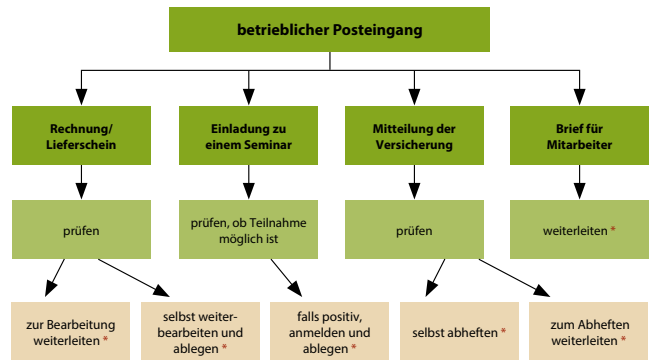 betrieblicher Posteingang
Rechnung/
Lieferschein
Einladung zu
einem Seminar
Mitteilung der
Versicherung
Brief für
Mitarbeiter
prüfen
prüfen, ob Teilnahme
möglich ist
prüfen
weiterleiten *
zur Bearbeitung
weiterleiten *
selbst weiter-
bearbeiten und
ablegen *
falls positiv,
anmelden und
ablegen *
selbst abheften *
zum Abheften
weiterleiten *